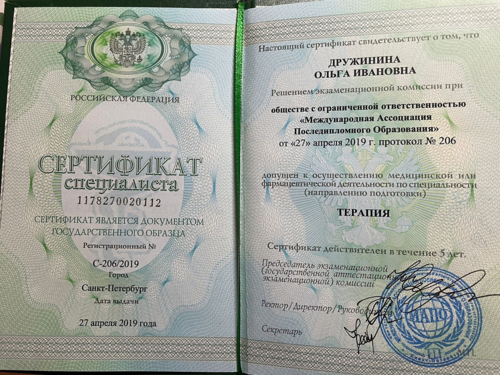 РОССИЙСКАЯ ФЕДЕРАЦИЯ
СЕРТИФИКАТ
специалиста
1178270020112
СЕРТИФИКАТ ЯВЛЯЕТСЯ ДОКУМЕНТОМ
ГОСУДАРСТВЕННОГО ОБРАЗЦА
Регистрационный №
С-206/2019
Город
Санкт-Петербург
Дата выдачи
27 апреля 2019 года
Настоящий сертификат свидетельствует о том, что
ДРУЖИНИНА
ОЛЬГА ИВАНОВНА
Решением экзаменационной комиссии при
обществе с ограниченной ответственностью
«Международная Ассоциация
Последипломного Образования»
от «27» апреля 2019 г. протокол № 206
допущен к осуществлению медицинской или
фармацевтической деятельности по специальности
(направлению подготовки)
ТЕРАПИЯ
Сертификат действителен в течение 5 лет.
Председатель экзаменационной
(государственной аттестационной,
экзаменационной) комиссии
Ректор/Директор/Руководитель
Секретарь
МАПО